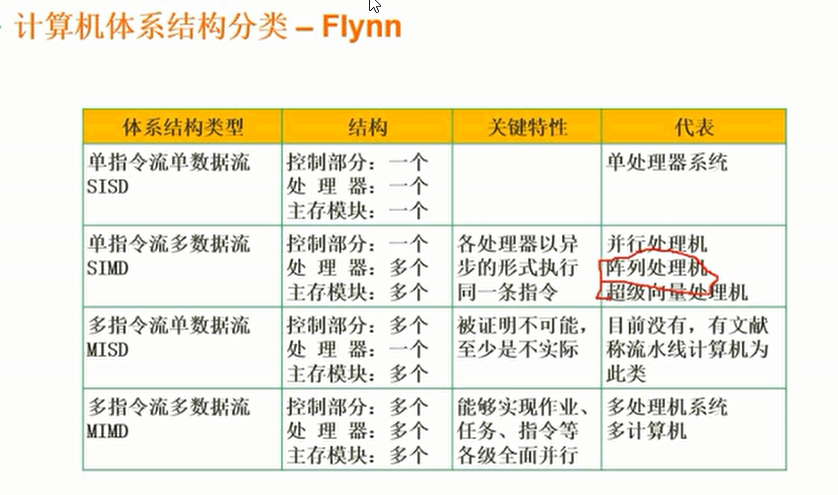 计算机体系结构分类 – Flynn
体系结构类型
结构
关键特性
代表
单指令流单数据流
SISD
控制部分：一个
处 理 器：一个
主存模块：一个
单处理器系统
单指令流多数据流
SIMD
控制部分：一个
处 理 器：多个
主存模块：多个
各处理器以异
步的形式执行
同一条指令
并行处理机
阵列处理机
超级向量处理机
多指令流单数据流
MISD
控制部分：多个
处 理 器：一个
主存模块：多个
被证明不可能，
至少是不实际
目前没有，有文献
称流水线计算机为
此类
多指令流多数据流
MIMD
控制部分：多个
处 理 器：多个
主存模块：多个
能够实现作业、
任务、指令等
各级全面并行
多处理机系统
多计算机